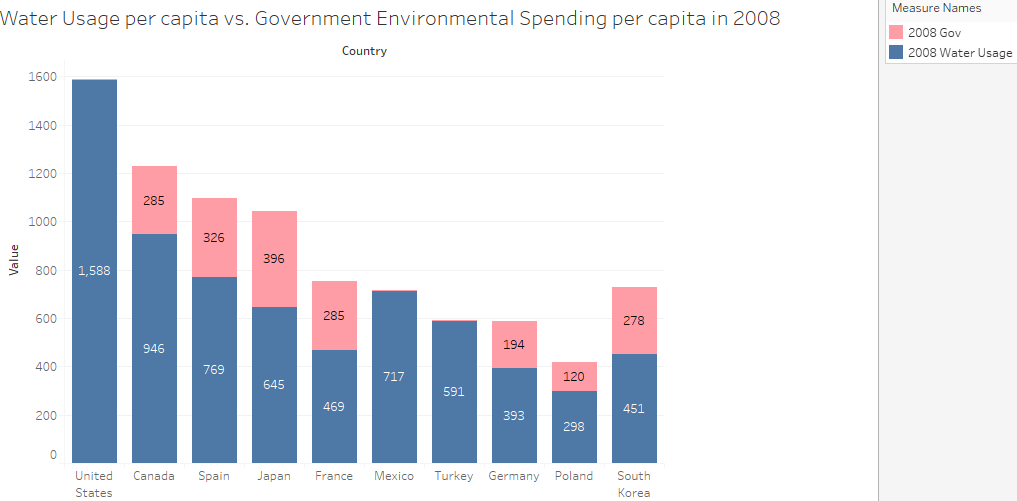 Water Usage per capita vs. Government Environmental Spending per capita in 2008
Measure Names
2008 Gov
2008 Water Usage
Country
Value
1600
1400
1200
1000
800
600
400
200
0
1,588
285
946
326
769
396
645
285
469
717
591
194
393
120
298
278
451
United States
Canada
Spain
Japan
France
Mexico
Turkey
Germany
Poland
South Korea